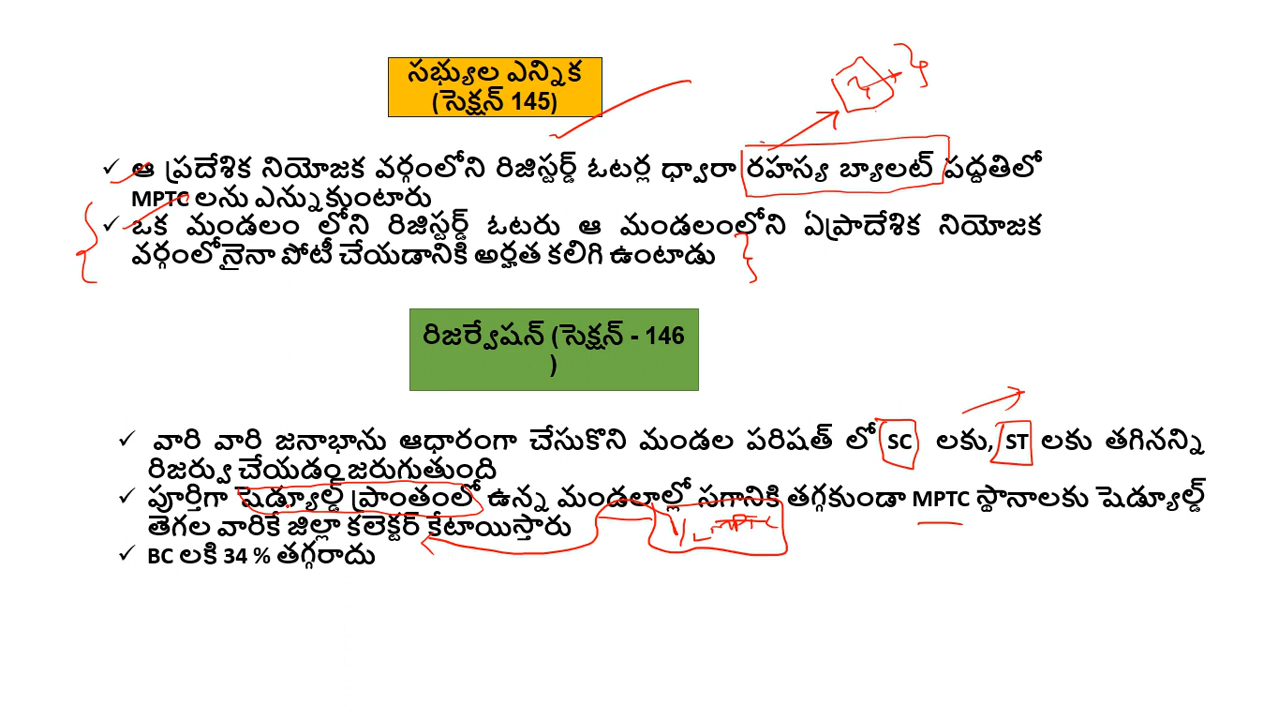 సభ్యుల ఎన్నిక
(సెక్షన్ 145)
ఆ ప్రదేశిక నియోజక వర్గంలోని రిజిస్టర్డ్ ఓటర్ల ధ్వారా రహస్య బ్యాలట్ పద్దతిలో
MPTC లను ఎన్నుకుంటారు
ఒక మండలం లోని రిజిస్టర్డ్ ఓటరు ఆ మండలంలోని ఏప్రాదేశిక నియోజక
వర్గంలోనైనా పోటీ చేయడానికి అర్హత కలిగి ఉంటాడు
రిజర్వేషన్ (సెక్షన్ - 146
)
వారి వారి జనాభాను ఆధారంగా చేసుకొని మండల పరిషత్ లో SC లకు, ST లకు తగినన్ని
రిజర్వు చేయడం జరుగుతుంది
పూర్తిగా షెడ్యూల్డ్ ప్రాంతంలో ఉన్న మండలాల్లో సగానికి తగ్గకుండా MPTC స్థానాలకు షెడ్యూల్డ్
తెగల వారికే జిల్లా కలెక్టర్ కేటాయిస్తారు
MPTC
BC లకి 34 % తగ్గరాదు